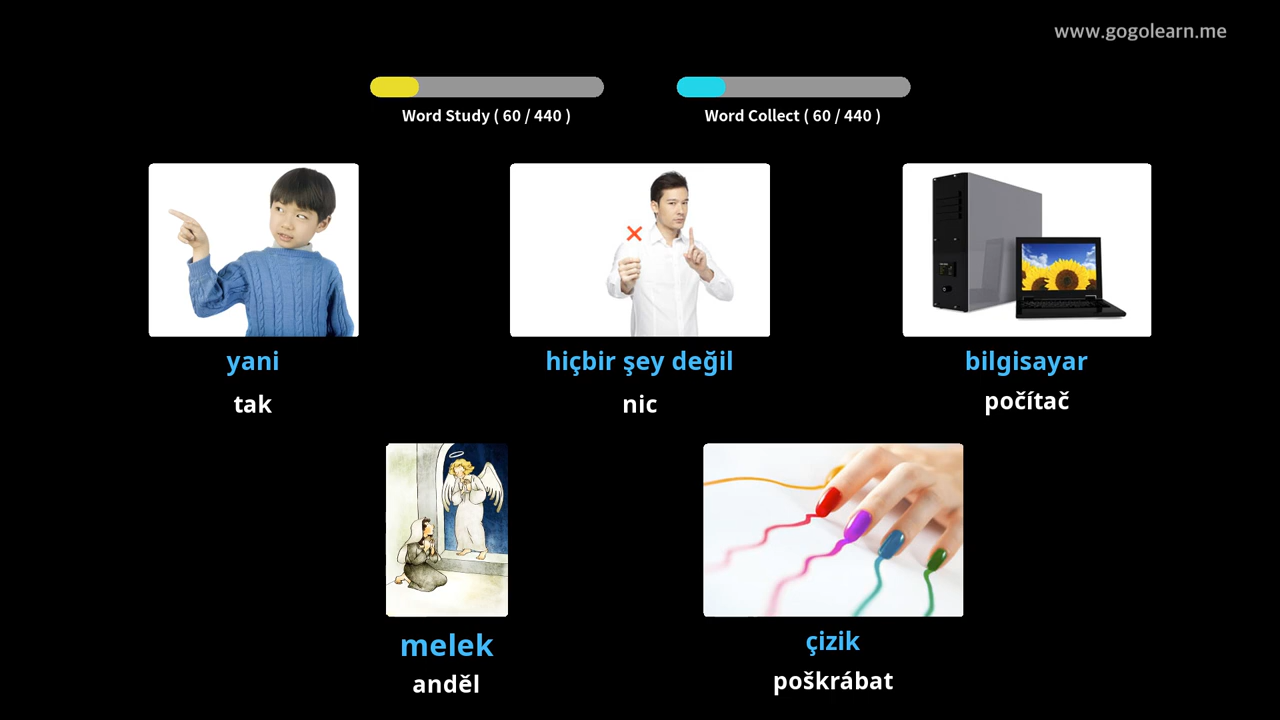 www.gogolearn.me
Word Study ( 60 / 440 )
Word Collect ( 60 / 440 )
yani
hiçbir şey değil
bilgisayar
tak
nic
počítač
melek
çizik
anděl
poškrábat